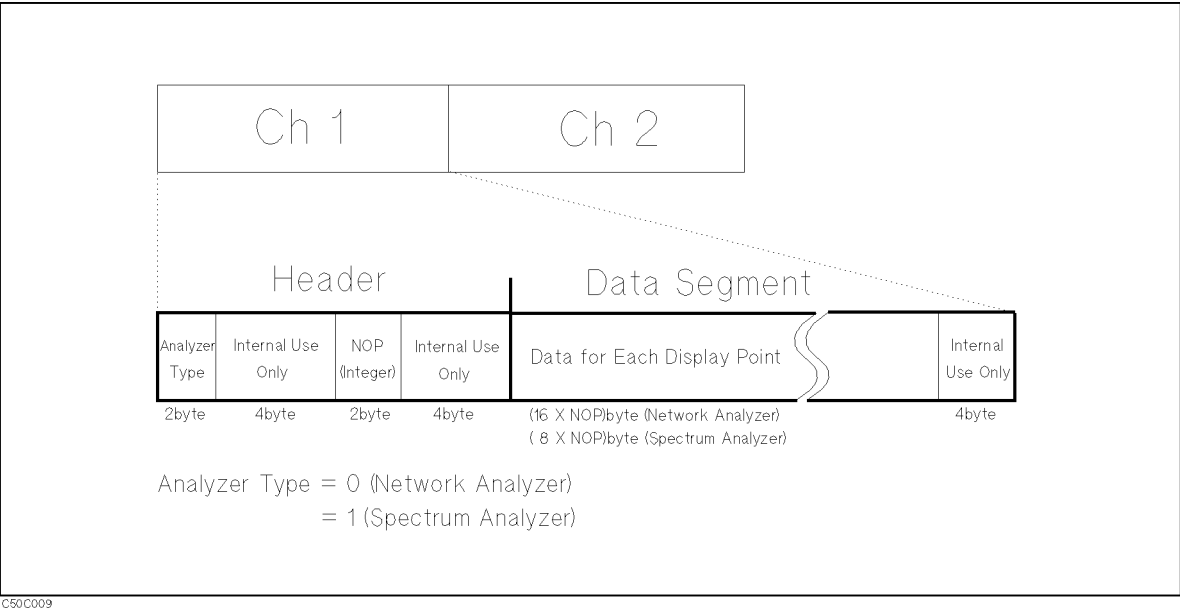 Ch 1
Ch 2
Header
Data Segment
Analyzer
Type
Internal Use
Only
NOP
(Integer)
Internal Use
Only
Data for Each Display Point
Internal
Use Only
2byte
4byte
2byte
4byte
(16 X NOP)byte (Network Analyzer)
( 8 X NOP)byte (Spectrum Analyzer)
4byte
Analyzer Type = 0 (Network Analyzer)
= 1 (Spectrum Analyzer)
C50C009